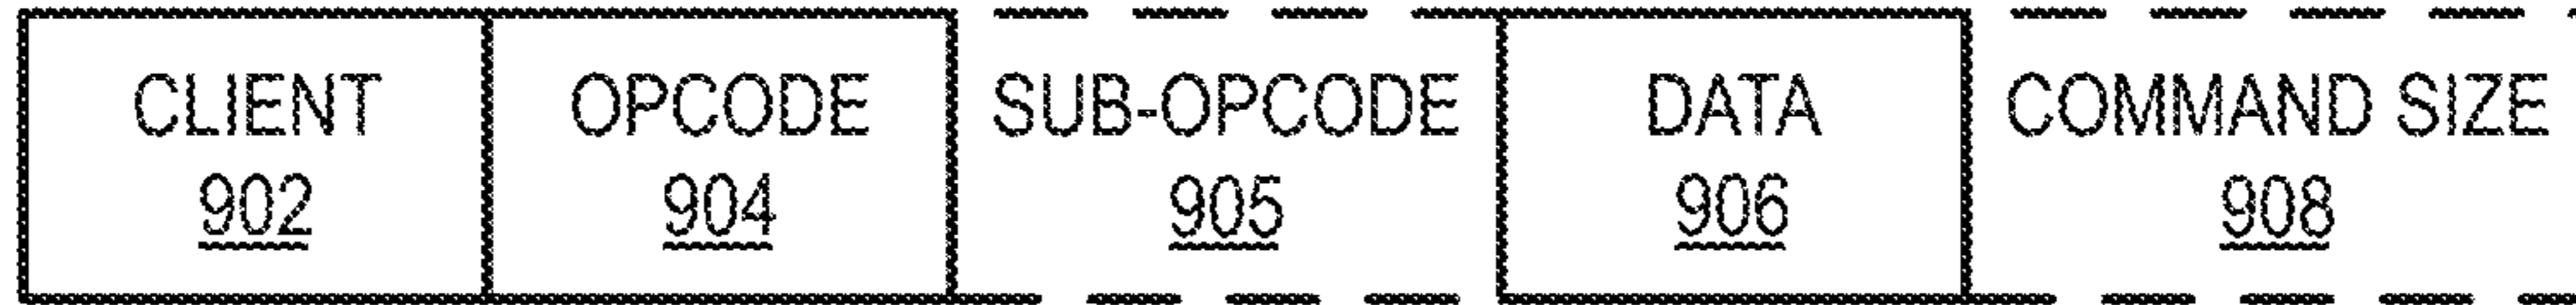 CLIENT OPCODE SUB-OPCODE DATA COMMAND SIZE
902 904 905 906 908